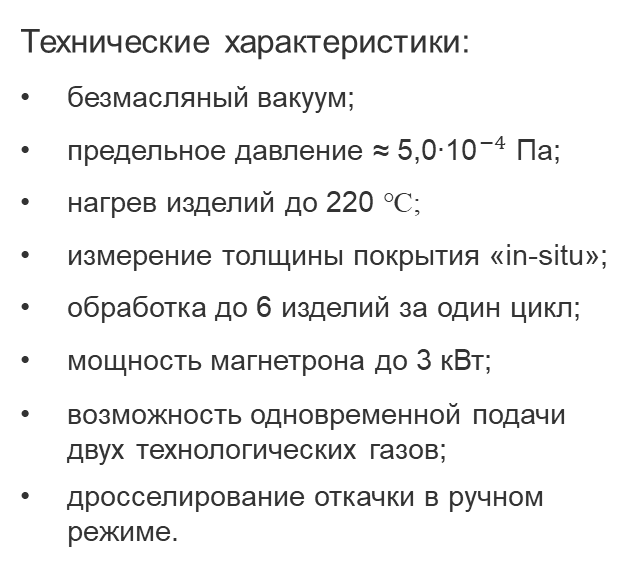 Технические характеристики:
• безмасляный вакуум;
• предельное давление ≈ 5,0·10⁻⁴ Па;
• нагрев изделий до 220 ℃;
• измерение толщины покрытия «in-situ»;
• обработка до 6 изделий за один цикл;
• мощность магнетрона до 3 кВт;
• возможность одновременной подачи
двух технологических газов;
• дросселирование откачки в ручном
режиме.